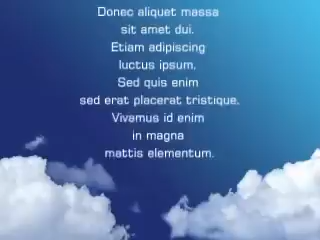 Donec aliquet massa
sit amet dui.
Etiam adipiscing
luctus ipsum.
Sed quis enim
sed erat placerat tristique.
Vivamus id enim
in magna
mattis elementum.